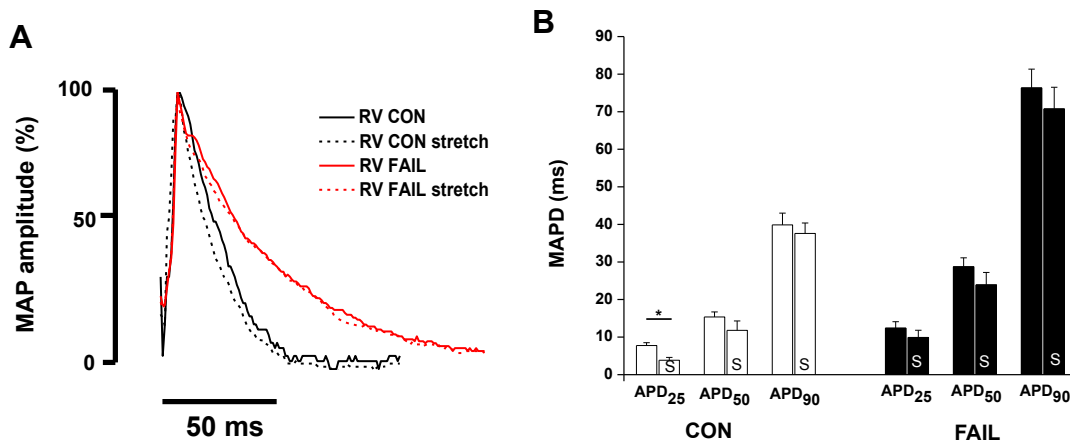 A
MAP amplitude (%)
100
50
0
RV CON
RV CON stretch
RV FAIL
RV FAIL stretch
50 ms
B
MAPD (ms)
90
80
70
60
50
40
30
20
10
0
*
S
S
S
S
S
S
APD25
APD50
APD90
APD25
APD50
APD90
CON
FAIL